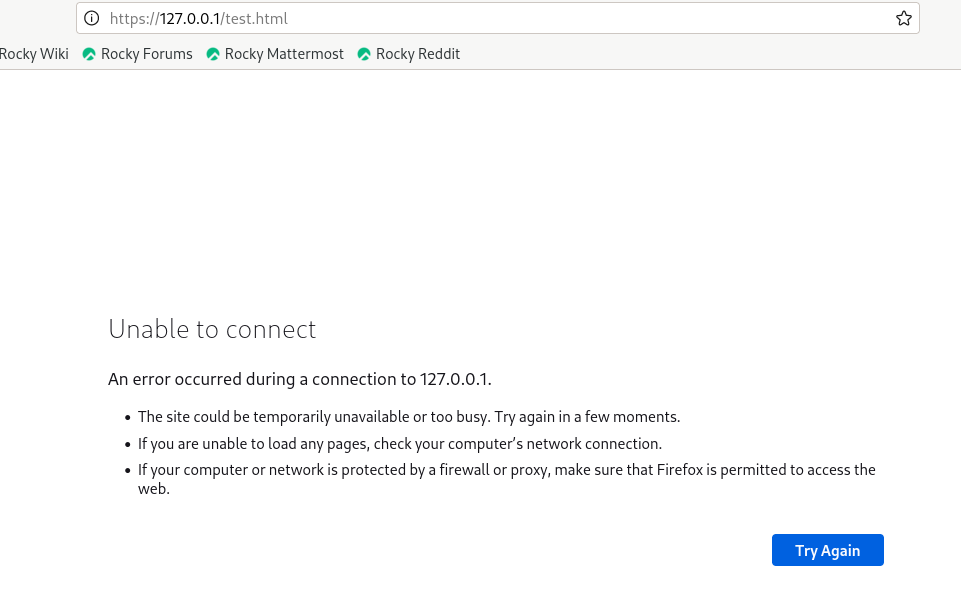 https://127.0.0.1/test.html
Rocky Wiki Rocky Forums Rocky Mattermost Rocky Reddit
Unable to connect
An error occurred during a connection to 127.0.0.1.
• The site could be temporarily unavailable or too busy. Try again in a few moments.
• If you are unable to load any pages, check your computer’s network connection.
• If your computer or network is protected by a firewall or proxy, make sure that Firefox is permitted to access the
web.
Try Again